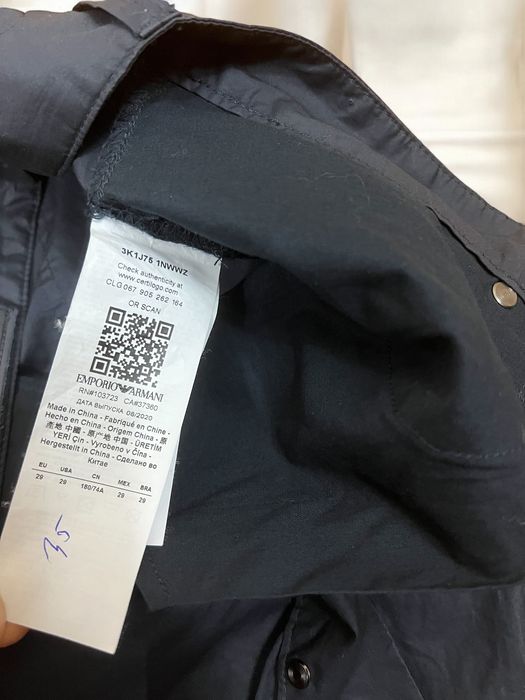 3K1J75 1NWWZ
Check authenticity at
www.certilogo.com
CLG 067 905 262 164
OR SCAN
EMPORIO ARMANI
RN#103723 CA#37360
ДАТА ВЫПУСКА 08/2020
Made in China - Fabriqué en Chine -
Hecho en China - Origem China - 原
產地 中國 - 原产地 中国 - ÜRETİM
YERİ Çin - Vyrobeno v Číně -
Hergestellt in China - Сделано во
Китае
EU USA CN MEX BRA
29 29 180/74A 29 29
35